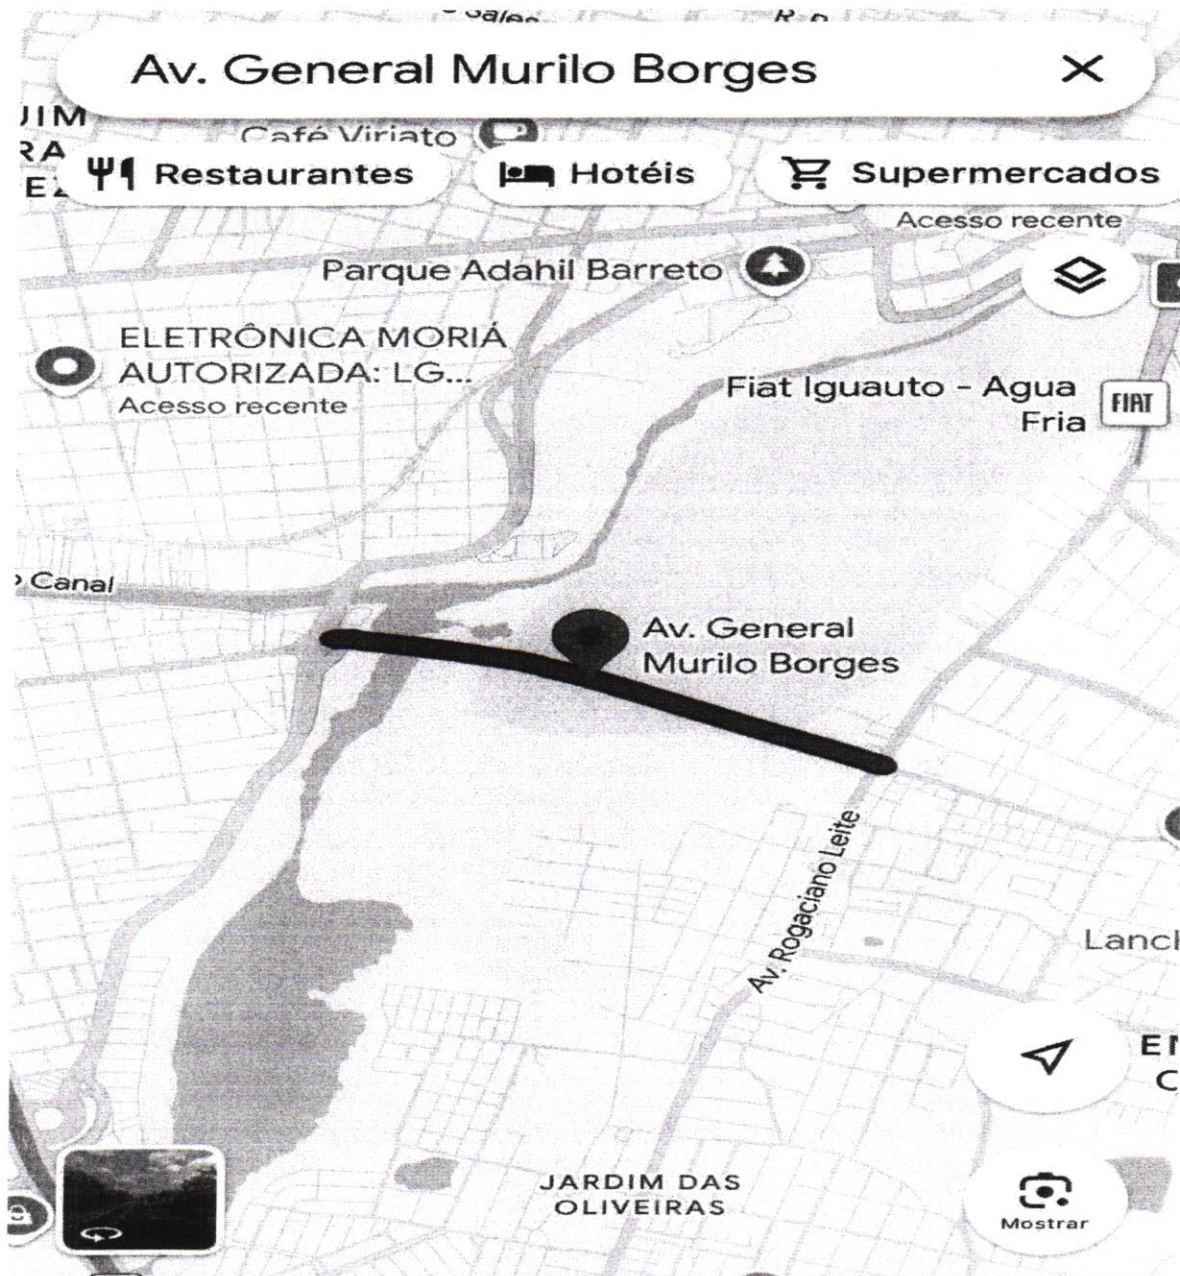 Av. General Murilo Borges
Café Viriato
Restaurantes
Hotéis
Supermercados
Acesso recente
Parque Adahil Barreto
ELETRÔNICA MORIÁ
AUTORIZADA: LG...
Acesso recente
Fiat Iguauto - Agua
Fria
FIAT
Canal
Av. General
Murilo Borges
Av. Rogaciano Leite
JARDIM DAS
OLIVEIRAS
Mostrar